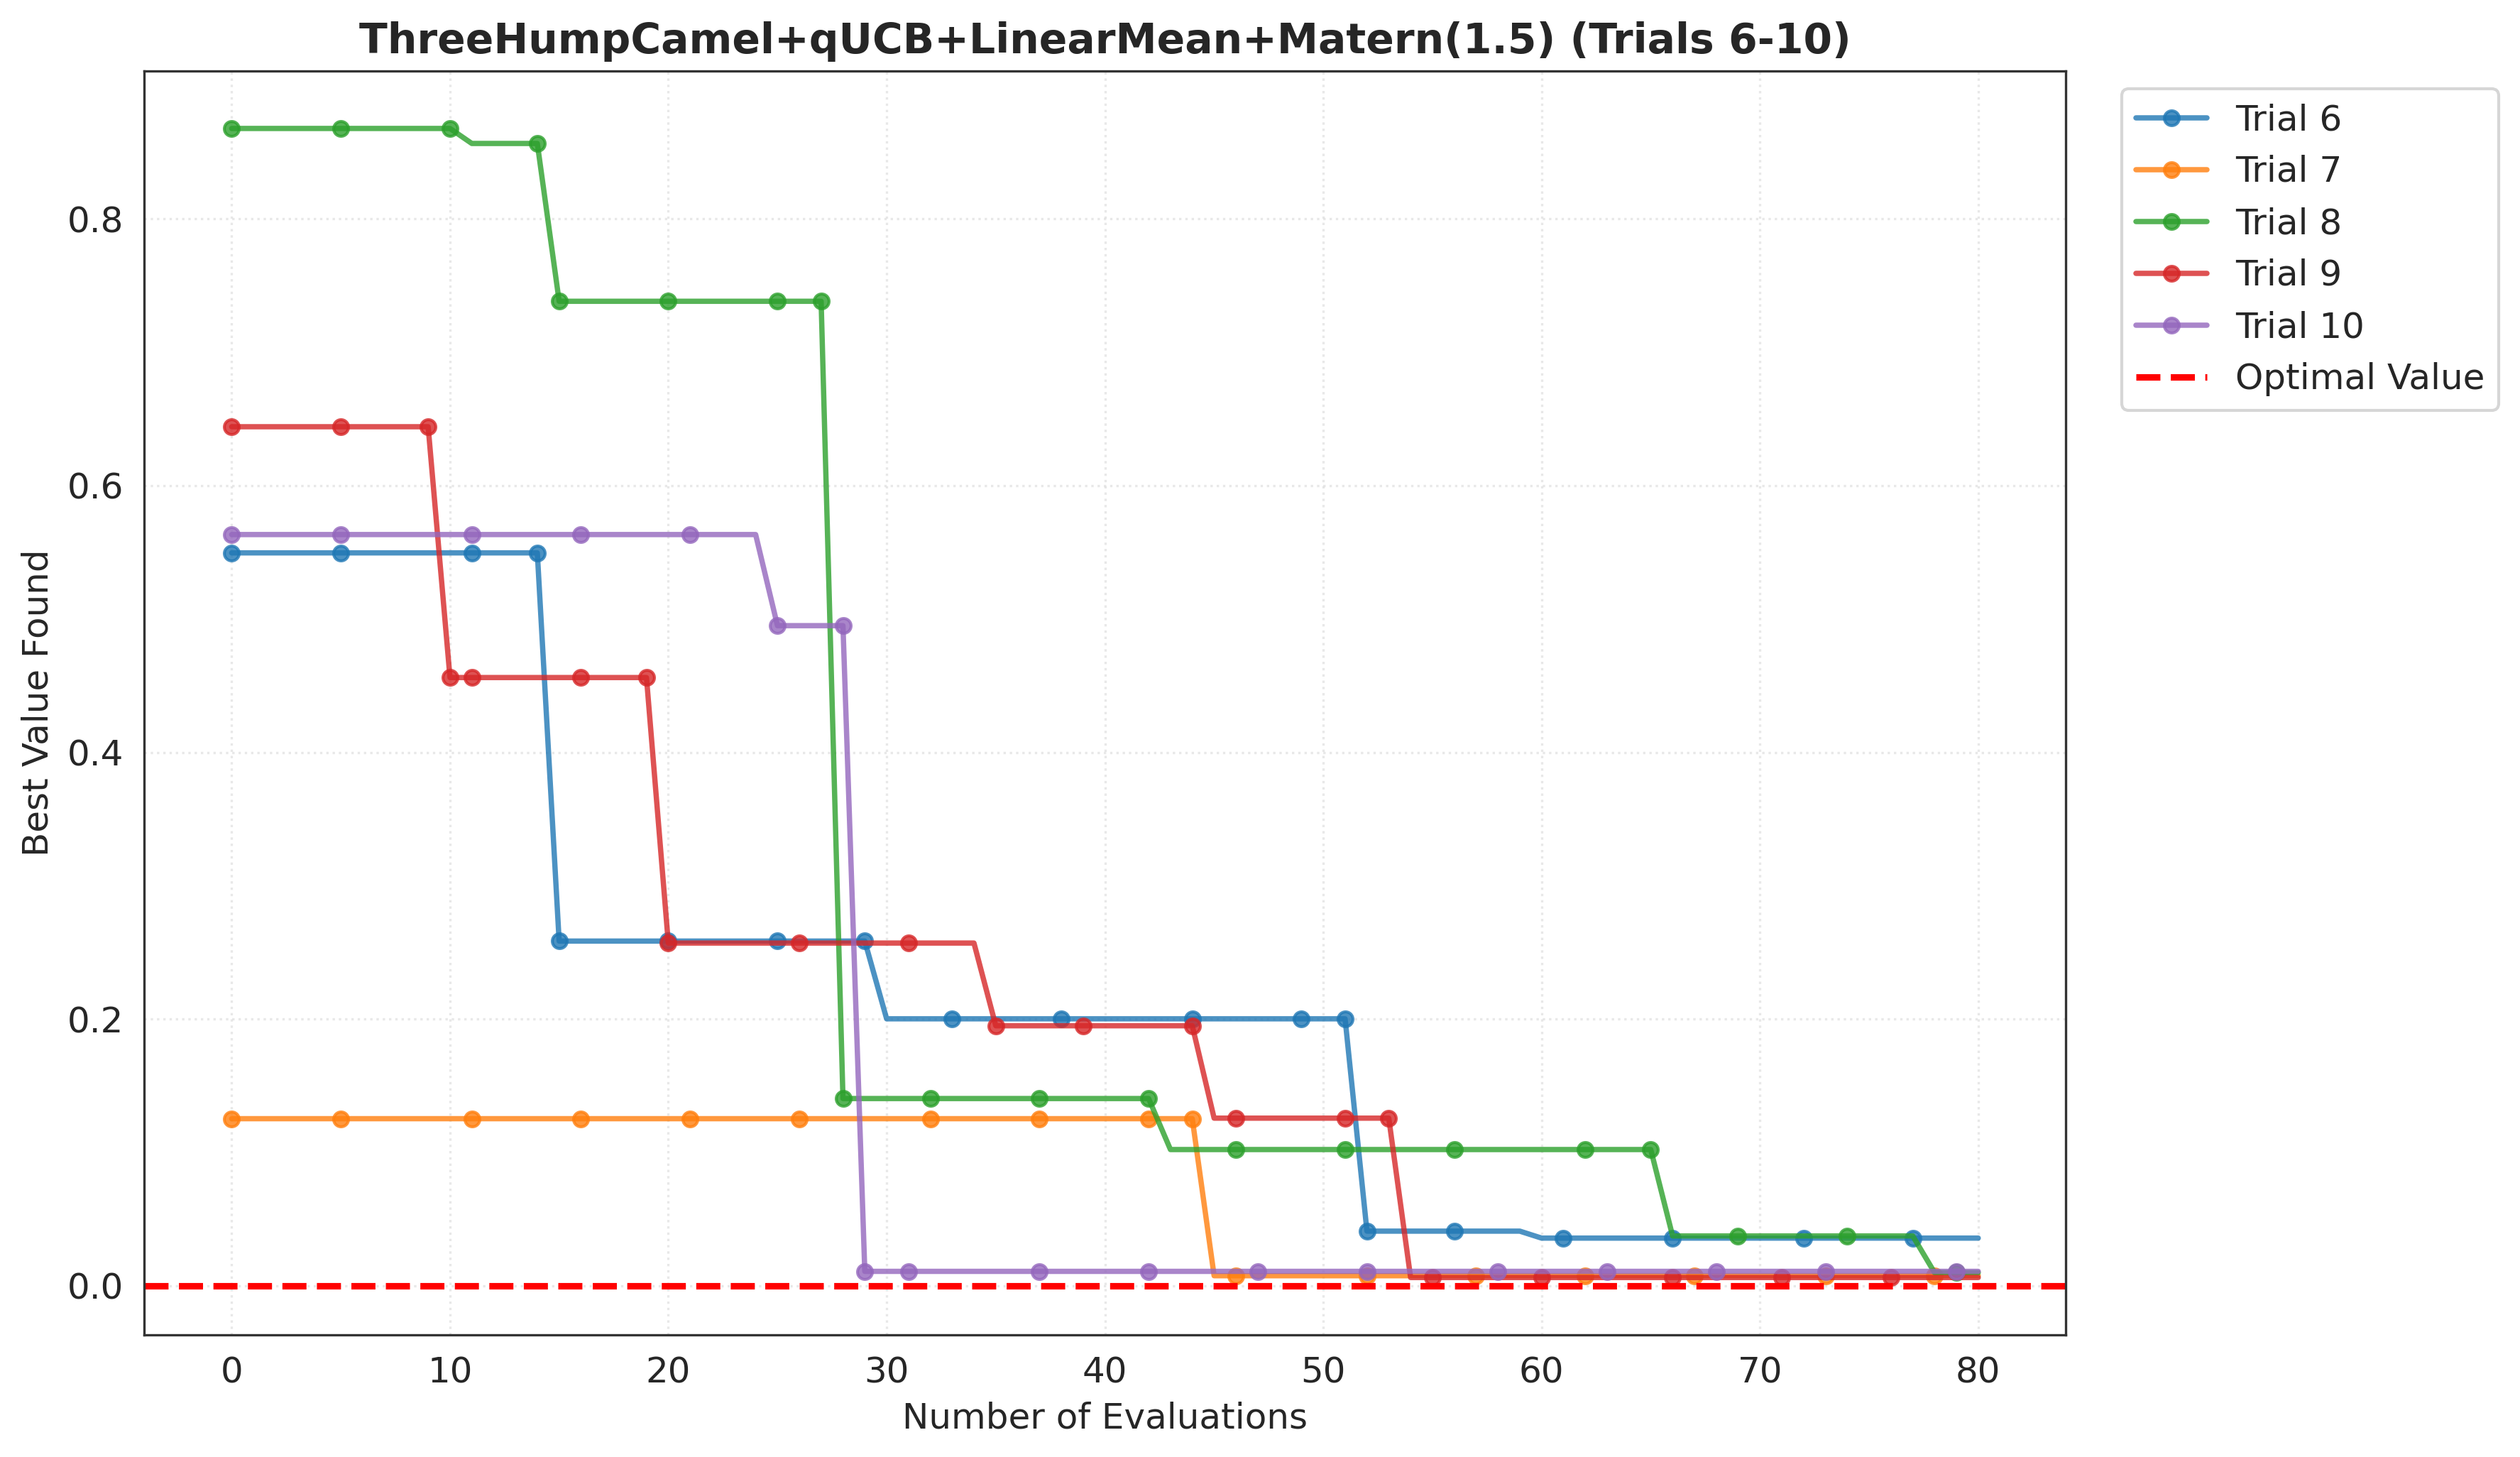 ThreeHumpCamel+qUCB+LinearMean+Matern(1.5) (Trials 6-10)
Trial 6
Trial 7
Trial 8
Trial 9
Trial 10
Optimal Value
Best Value Found
0.8
0.6
0.4
0.2
0.0
0 10 20 30 40 50 60 70 80
Number of Evaluations